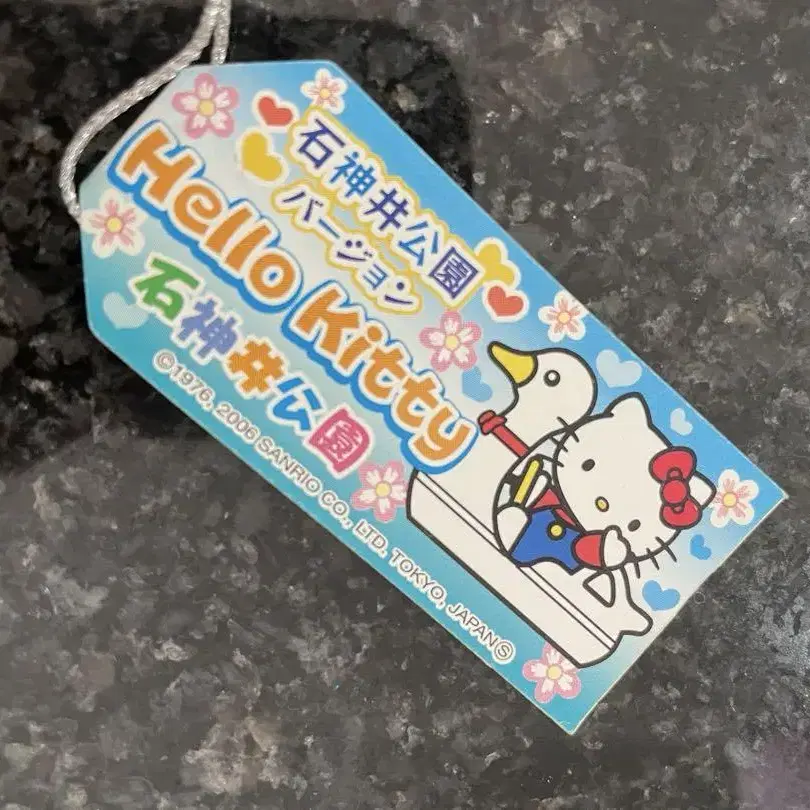 石神井公園
バージョン
Hello Kitty
石神井公園
©1976, 2006 SANRIO CO., LTD. TOKYO, JAPAN Ⓢ